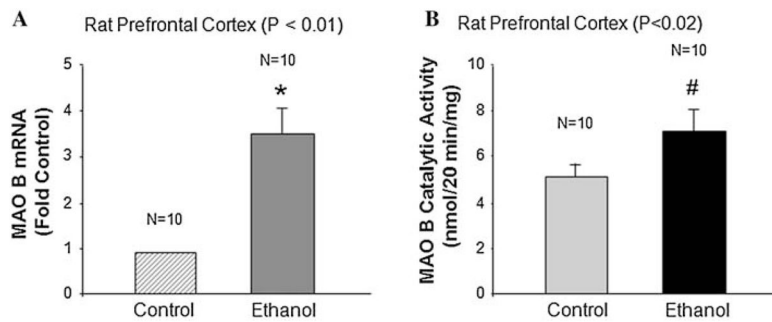 A
Rat Prefrontal Cortex (P < 0.01)
MAO B mRNA
(Fold Control)
5
4
3
2
1
0
N=10
N=10
*
Control
Ethanol
B
Rat Prefrontal Cortex (P<0.02)
MAO B Catalytic Activity
(nmol/20 min/mg)
10
8
6
4
2
0
N=10
N=10
#
Control
Ethanol